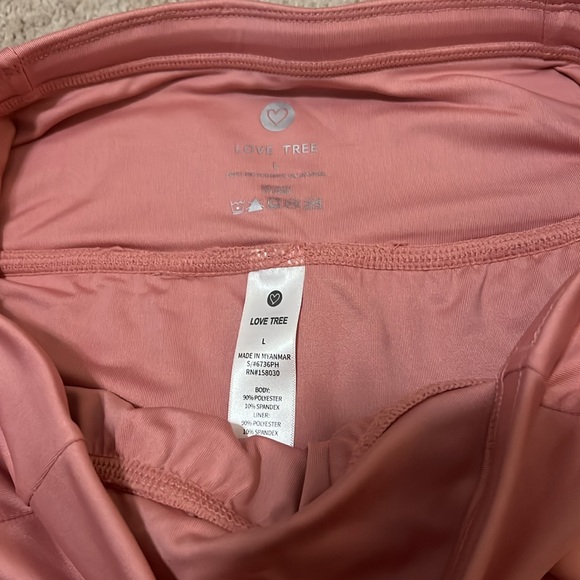 LOVE TREE
L
LOVE TREE
L
MADE IN MYANMAR
S/#6736PH
RN#158030
BODY:
90%POLYESTER
10% SPANDEX
LINER:
90% POLYESTER
10% SPANDEX